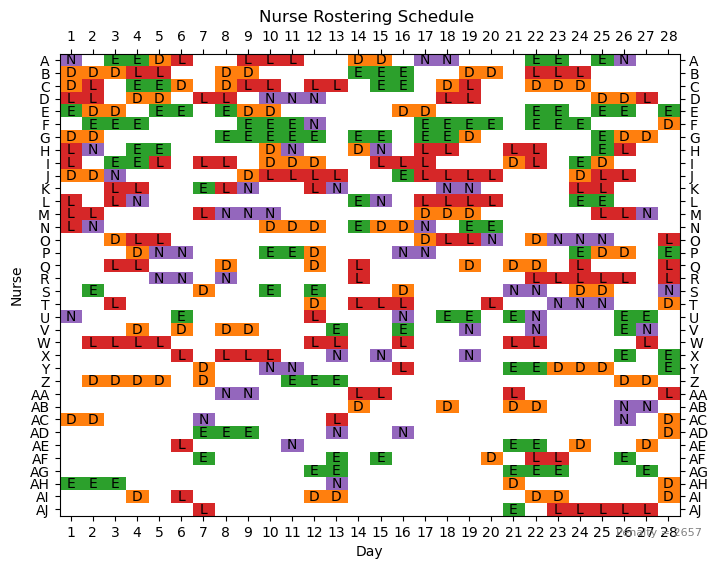 Nurse Rostering Schedule
1 2 3 4 5 6 7 8 9 10 11 12 13 14 15 16 17 18 19 20 21 22 23 24 25 26 27 28
A N E E D L L L L D D N N E E E N A
B D D D L L D D E E E D D L L L B
C D L E E D D L L L L E E D L D D D C
D L L D D L L N N N L L D D L D
E E D D E E E D D D D E E E E E E
F E E E E E E N E E E E E E E D F
G D D E E E E E E E E E D E D D G
H L N E E D N D N L L L L E L H
I L E E L L L D D D L L L D L E D I
J D D N D L L L L E L L L L D L L J
K L L E L N L N N N L L K
L L L N E N L L L L E E L
M L L L N N N D D D L L N M
N L N D D D E D D N E E N
O D L L D L L N D N N N L O
P D N N E E D N N E D D E P
Q L L D D L D D D L L Q
R N N N L L L L L L L R
S E D E E D N N D D N S
T L D L L L L N N N D T
U N E L N E E E N E E U
V D D D D E E N N E N V
W L L L L L L L L L L W
X L L L L N N N E E X
Y D N N L E E D D D E Y
Z D D D D D E E E D D Z
AA N N L L L L AA
AB D D D D N N AB
AC D D N L N D AC
AD E E E N N D AD
AE L N E E D D AE
AF E E E D L L E AF
AG E E E E E E AG
AH E E E N D D AH
AI D L D D D D D AI
AJ L E L L L L L AJ
1 2 3 4 5 6 7 8 9 10 11 12 13 14 15 16 17 18 19 20 21 22 23 24 25 26 27 28
2657
Day
Nurse